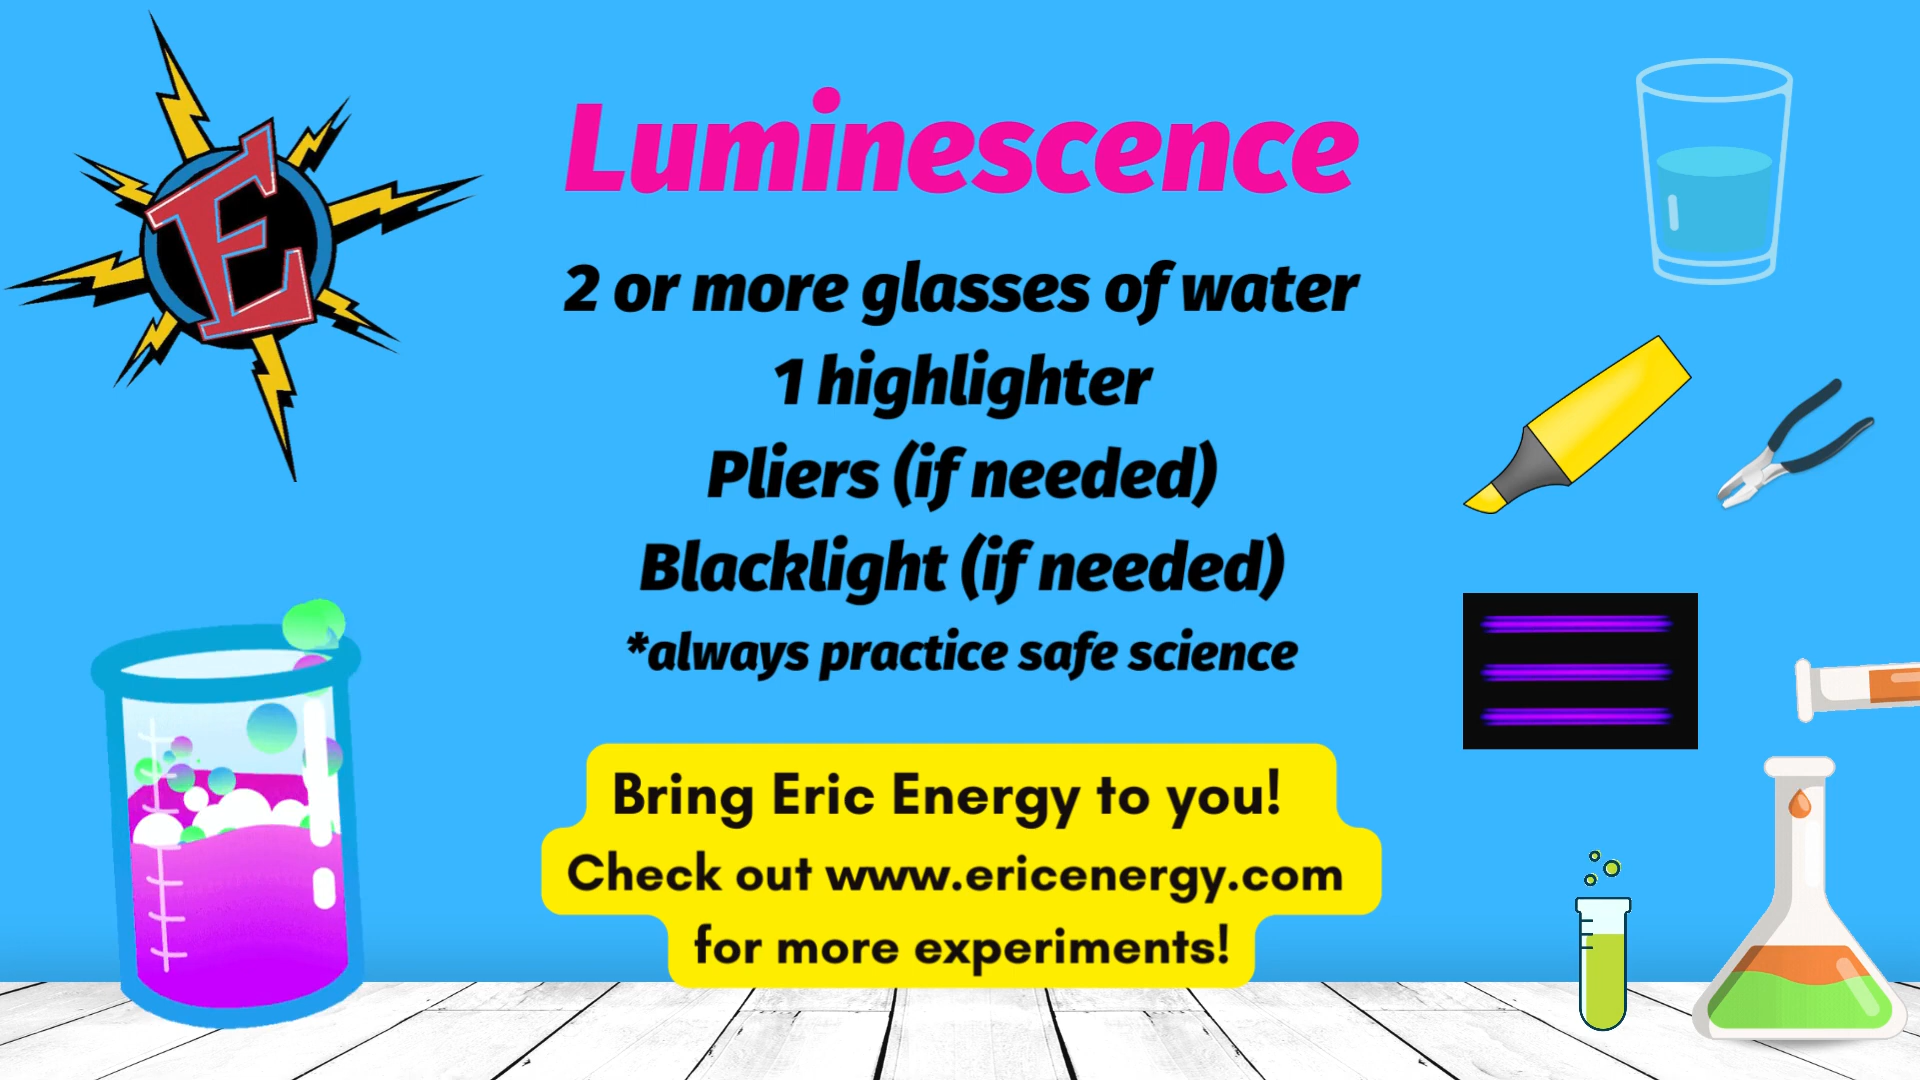 E
Luminescence
2 or more glasses of water
1 highlighter
Pliers (if needed)
Blacklight (if needed)
*always practice safe science
Bring Eric Energy to you!
Check out www.ericenergy.com
for more experiments!